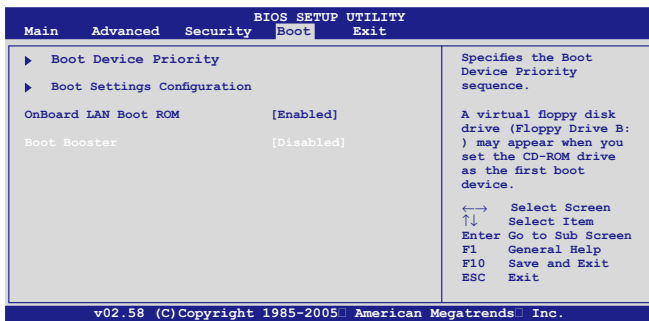 BIOS SETUP UTILITY
Main Advanced Security Boot Exit
Boot Device Priority
Boot Settings Configuration
OnBoard LAN Boot ROM [Enabled]
Boot Booster [Disabled]
Specifies the Boot
Device Priority
sequence.
A virtual floppy disk
drive (Floppy Drive B:
) may appear when you
set the CD-ROM drive
as the first boot
device.
←→ Select Screen
↑↓ Select Item
Enter Go to Sub Screen
F1 General Help
F10 Save and Exit
ESC Exit
v02.58 (C)Copyright 1985-2005 American Megatrends Inc.